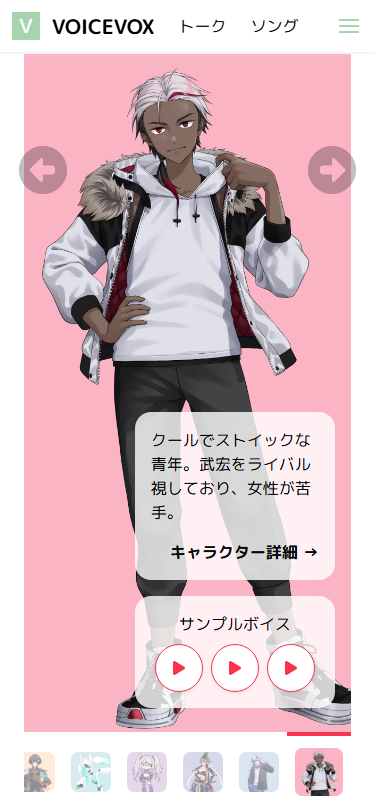 V VOICEVOX トーク ソング
クールでストイックな
青年。武宏をライバル
視しており、女性が苦
手。
キャラクター詳細 →
サンプルボイス